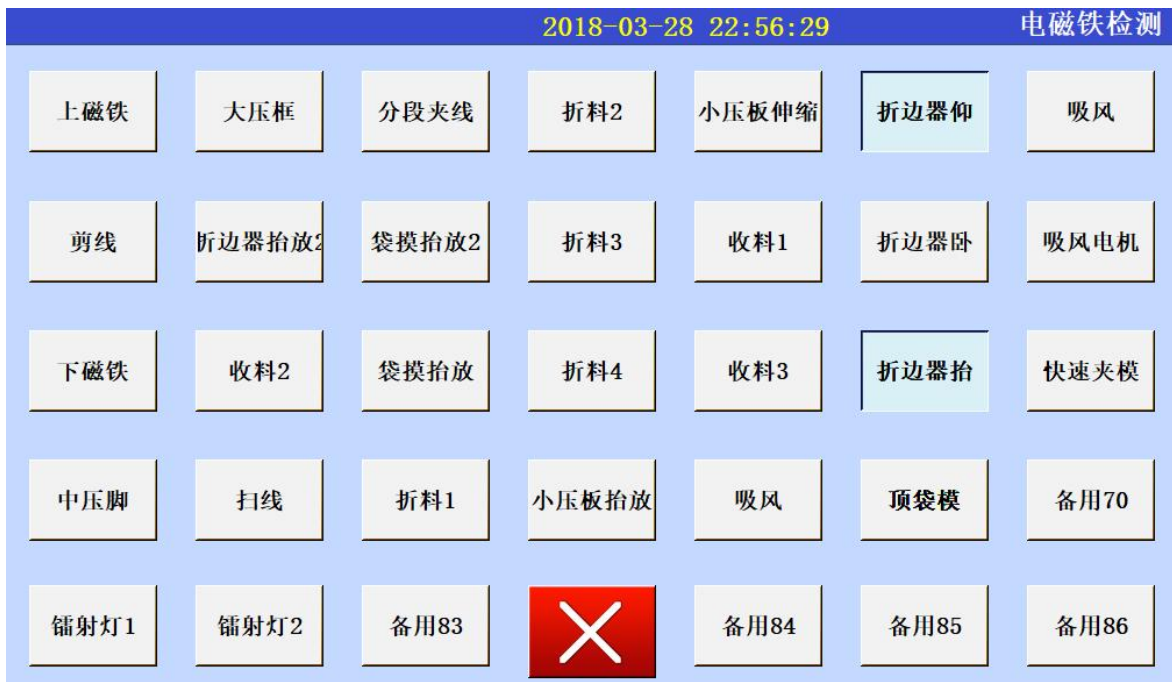 2018-03-28 22:56:29 电磁铁检测
上磁铁 大压框 分段夹线 折料2 小压板伸缩 折边器仰 吸风
剪线 折边器抬放2 袋摸抬放2 折料3 收料1 折边器卧 吸风电机
下磁铁 收料2 袋摸抬放 折料4 收料3 折边器抬 快速夹模
中压脚 扫线 折料1 小压板抬放 吸风 顶袋模 备用70
镭射灯1 镭射灯2 备用83 备用84 备用85 备用86